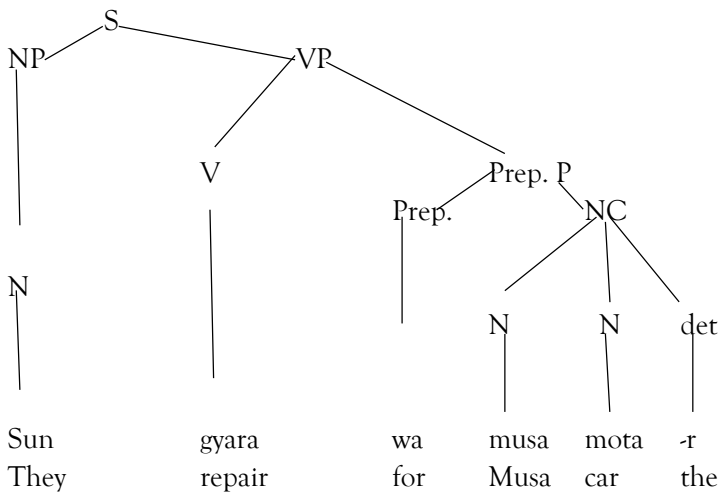 S
NP VP
V Prep. P
Prep. NC
N
N N det
Sun gyara wa musa mota -r
They repair for Musa car the